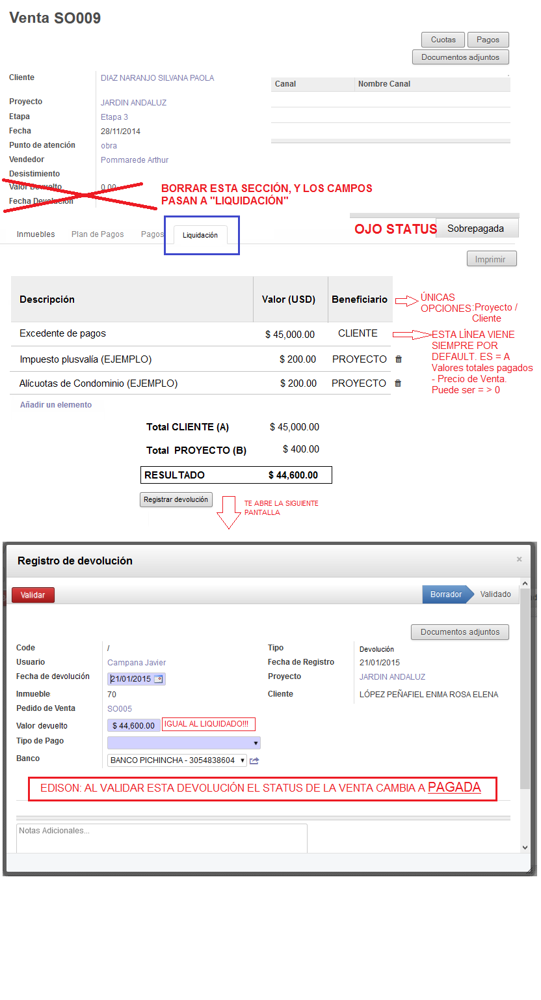 Venta SO009
Cuotas
Pagos
Documentos adjuntos
Cliente
DIAZ NARANJO SILVANA PAOLA
Canal
Nombre Canal
Proyecto
JARDIN ANDALUZ
Etapa
Etapa 3
Fecha
28/11/2014
Punto de atención
obra
Vendedor
Pommarede Arthur
Desistimiento
Valor Devuelto
0.00
Fecha Devolución
BORRAR ESTA SECCIÓN, Y LOS CAMPOS
PASAN A "LIQUIDACIÓN"
Inmuebles
Plan de Pagos
Pagos
Liquidación
OJO STATUS
Sobrepagada
Imprimir
Descripción
Valor (USD)
Beneficiario
ÚNICAS
OPCIONES:Proyecto /
Cliente
Excedente de pagos
$ 45,000.00
CLIENTE
ESTA LÍNEA VIENE
SIEMPRE POR
DEFAULT. ES = A
Valores totales pagados
- Precio de Venta.
Puede ser = > 0
Impuesto plusvalía (EJEMPLO)
$ 200.00
PROYECTO
Alícuotas de Condominio (EJEMPLO)
$ 200.00
PROYECTO
Añadir un elemento
Total CLIENTE (A)
$ 45,000.00
Total PROYECTO (B)
$ 400.00
RESULTADO
$ 44,600.00
Registrar devolución
TE ABRE LA SIGUIENTE
PANTALLA
Registro de devolución
×
Validar
Borrador
Validado
Documentos adjuntos
Code
/
Tipo
Devolución
Usuario
Campana Javier
Fecha de Registro
21/01/2015
Fecha de devolución
21/01/2015
Proyecto
JARDIN ANDALUZ
Inmueble
70
Cliente
LÓPEZ PEÑAFIEL ENMA ROSA ELENA
Pedido de Venta
SO005
Valor devuelto
$ 44,600.00
IGUAL AL LIQUIDADO!!!
Tipo de Pago
Banco
BANCO PICHINCHA - 3054838604
EDISON: AL VALIDAR ESTA DEVOLUCIÓN EL STATUS DE LA VENTA CAMBIA A PAGADA
Notas Adicionales...